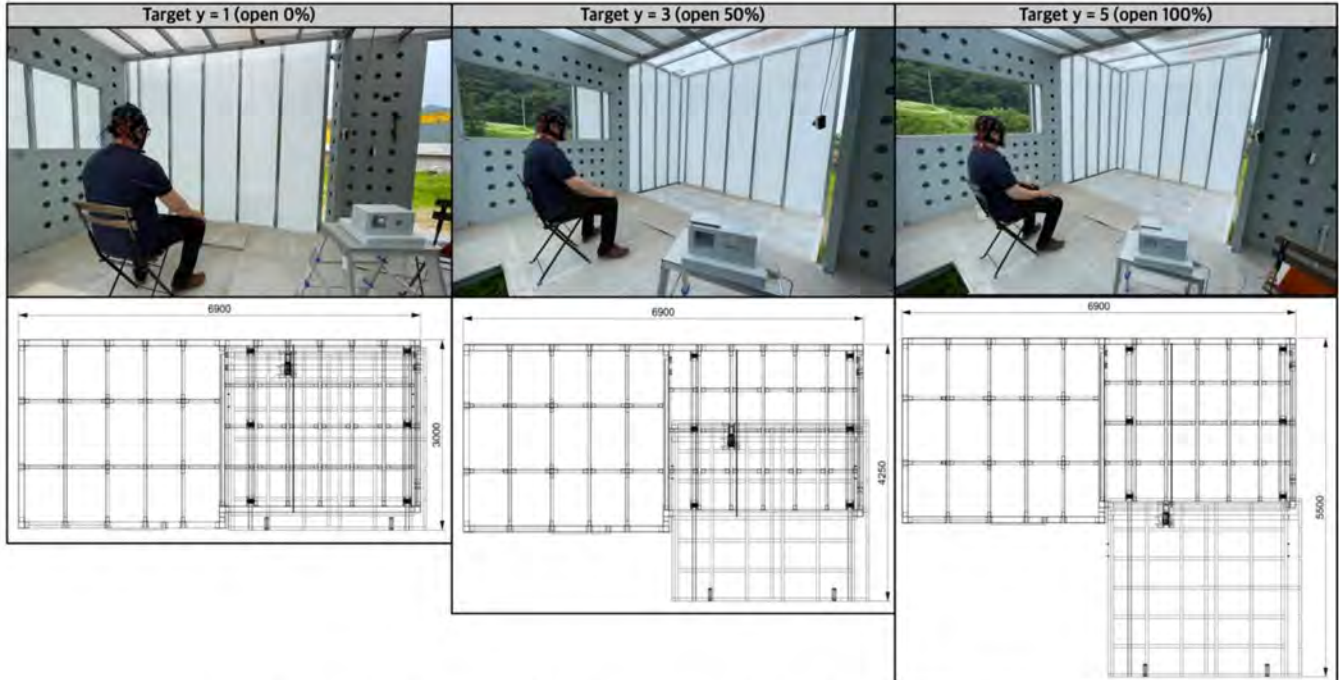 Target y = 1 (open 0%)
Target y = 3 (open 50%)
Target y = 5 (open 100%)
6900
3000
6900
4250
6900
5500